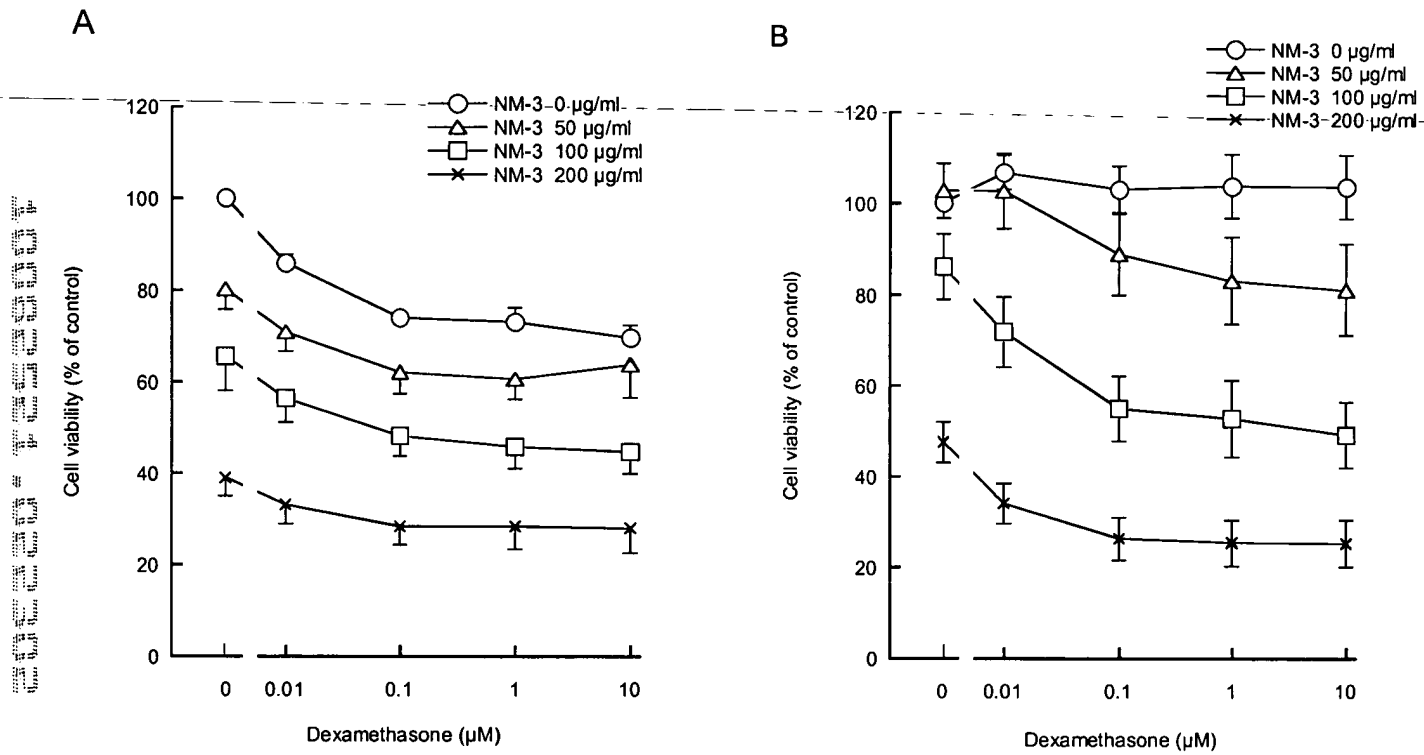 A
NM-3 0 µg/ml
NM-3 50 µg/ml
NM-3 100 µg/ml
NM-3 200 µg/ml
120
100
80
60
40
20
0
Cell viability (% of control)
0 0.01 0.1 1 10
Dexamethasone (µM)
B
NM-3 0 µg/ml
NM-3 50 µg/ml
NM-3 100 µg/ml
NM-3 200 µg/ml
120
100
80
60
40
20
0
Cell viability (% of control)
0 0.01 0.1 1 10
Dexamethasone (µM)